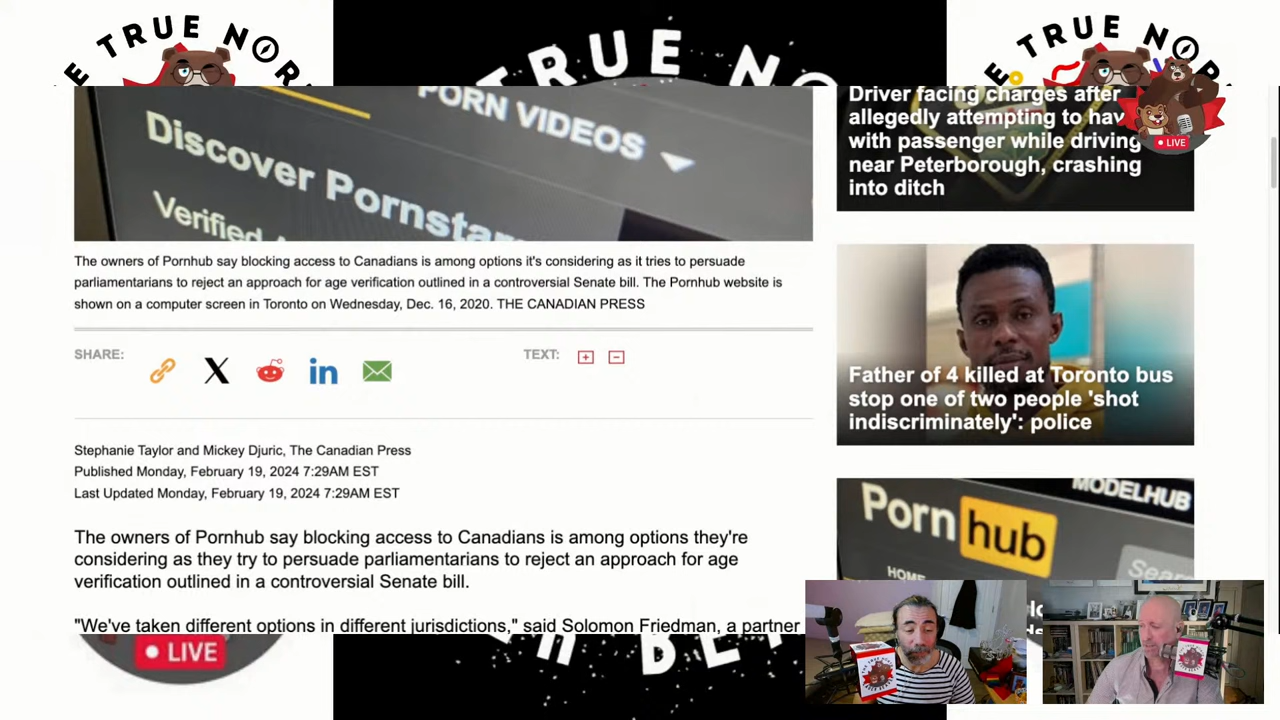 TRUE NOR
TRUE N
TRUE NO
PORN VIDEOS
Discover Pornstar
Verified
The owners of Pornhub say blocking access to Canadians is among options it's considering as it tries to persuade
parliamentarians to reject an approach for age verification outlined in a controversial Senate bill. The Pornhub website is
shown on a computer screen in Toronto on Wednesday, Dec. 16, 2020. THE CANADIAN PRESS
SHARE:
TEXT:
Stephanie Taylor and Mickey Djuric, The Canadian Press
Published Monday, February 19, 2024 7:29AM EST
Last Updated Monday, February 19, 2024 7:29AM EST
The owners of Pornhub say blocking access to Canadians is among options they're
considering as they try to persuade parliamentarians to reject an approach for age
verification outlined in a controversial Senate bill.
"We've taken different options in different jurisdictions," said Solomon Friedman, a partner
Driver facing charges after
allegedly attempting to hav
with passenger while driving
near Peterborough, crashing
into ditch
LIVE
Father of 4 killed at Toronto bus
stop one of two people 'shot
indiscriminately': police
MODELHUB
Porn hub
HOME
Sea
LIVE